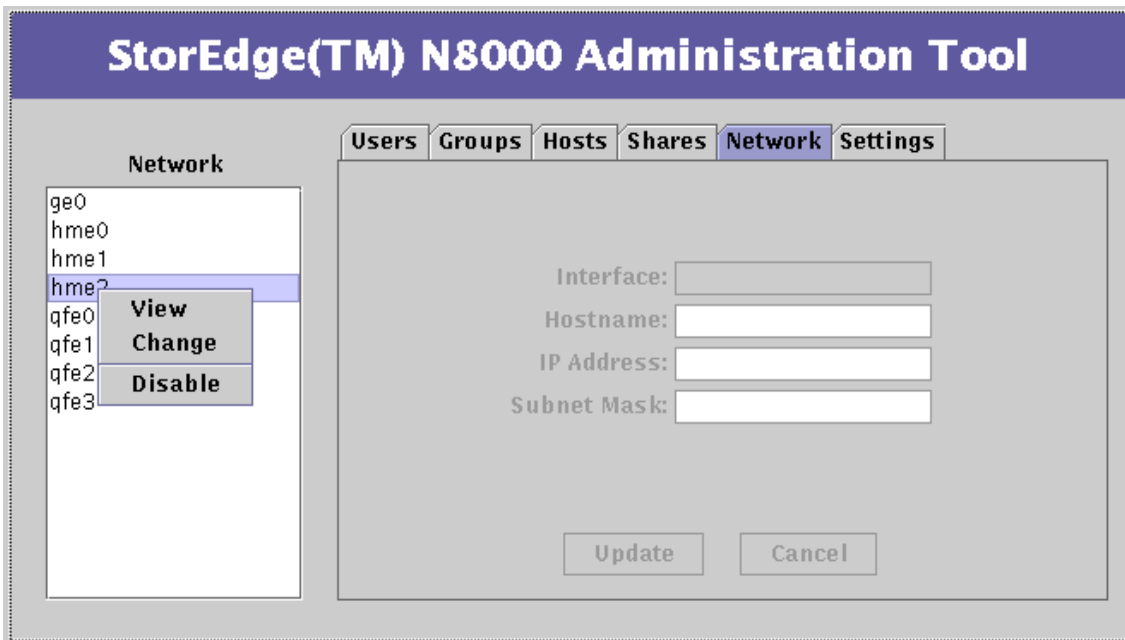 StorEdge(TM) N8000 Administration Tool
Users Groups Hosts Shares Network Settings
Network
ge0
hme0
hme1
hme2
qfe0
qfe1
qfe2
qfe3
View
Change
Disable
Interface:
Hostname:
IP Address:
Subnet Mask:
Update Cancel